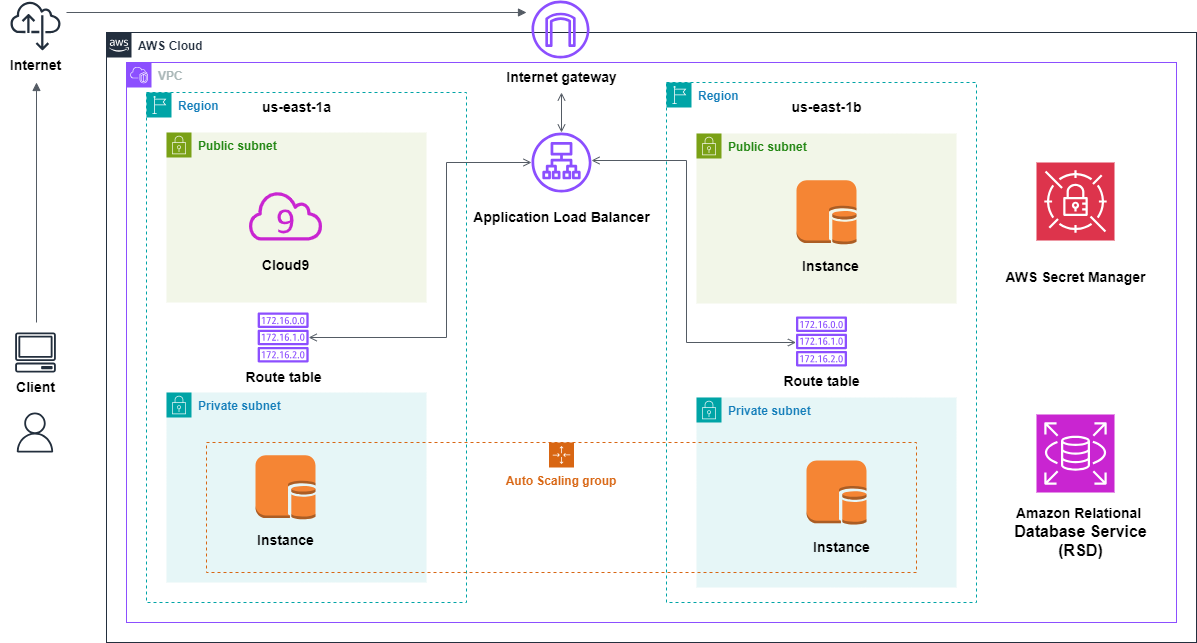 Internet
aws
AWS Cloud
VPC
Internet gateway
Region
us-east-1a
Region
us-east-1b
Public subnet
Public subnet
9
Cloud9
Application Load Balancer
Instance
AWS Secret Manager
172.16.0.0
172.16.1.0
172.16.2.0
Route table
172.16.0.0
172.16.1.0
172.16.2.0
Route table
Client
Private subnet
Private subnet
Auto Scaling group
Instance
Instance
Amazon Relational
Database Service
(RSD)